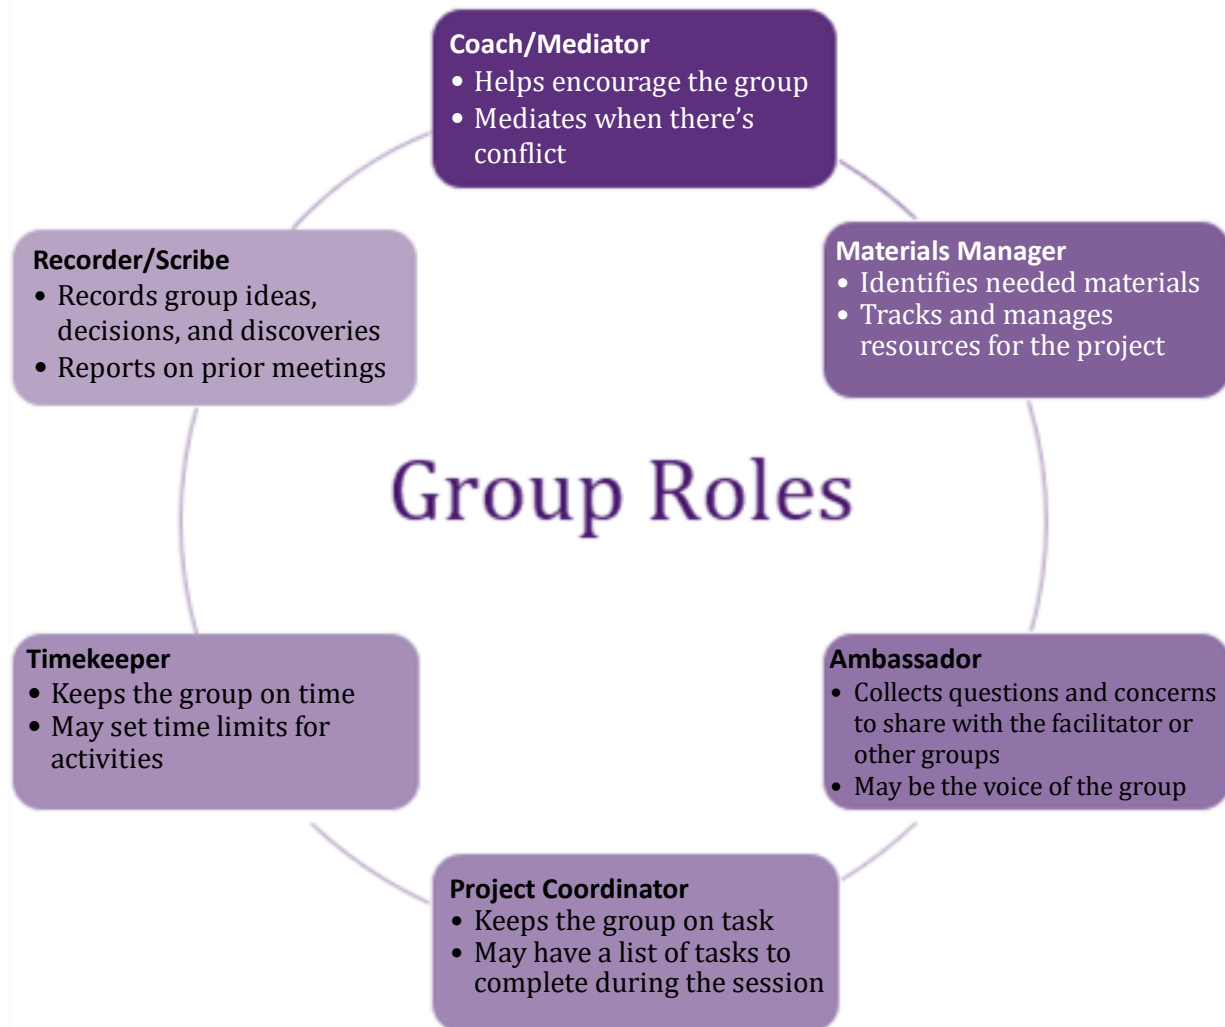 Coach/Mediator
• Helps encourage the group
• Mediates when there’s
conflict
Materials Manager
• Identifies needed materials
• Tracks and manages
resources for the project
Ambassador
• Collects questions and concerns
to share with the facilitator or
other groups
• May be the voice of the group
Project Coordinator
• Keeps the group on task
• May have a list of tasks to
complete during the session
Timekeeper
• Keeps the group on time
• May set time limits for
activities
Recorder/Scribe
• Records group ideas,
decisions, and discoveries
• Reports on prior meetings
Group Roles